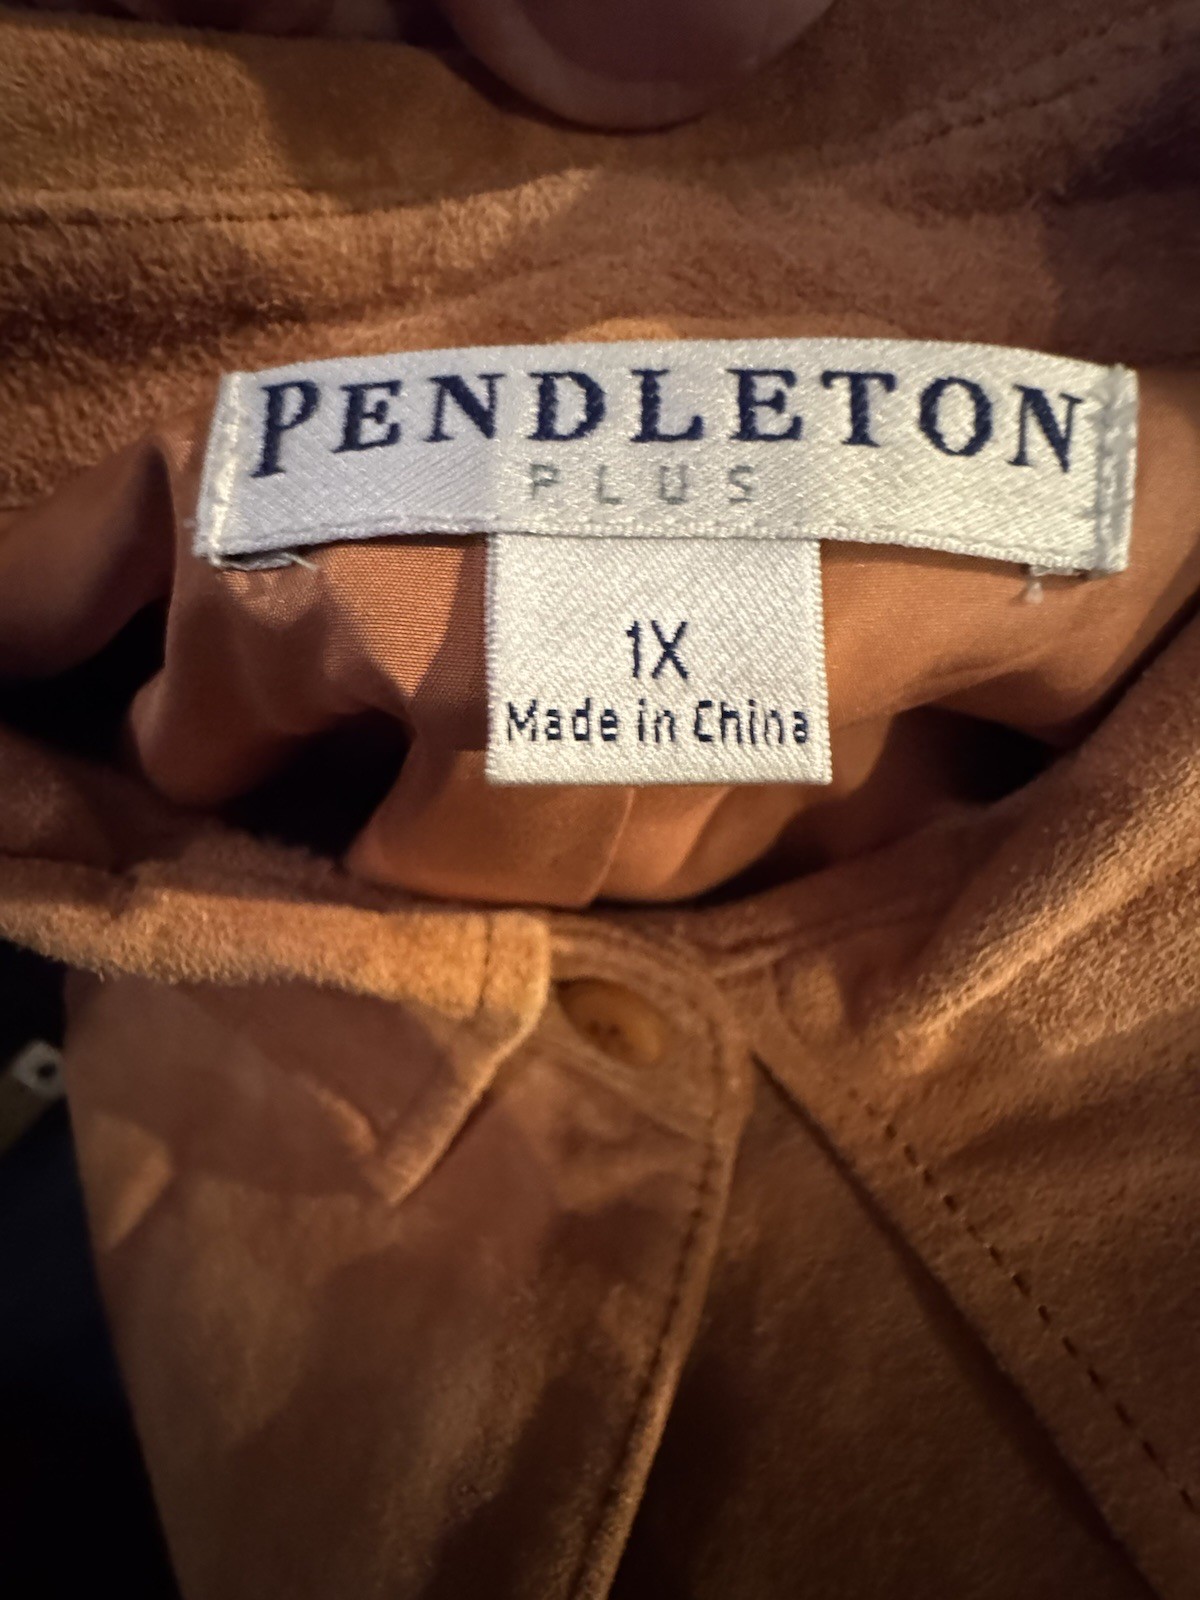 PENDLETON
PLUS
1X
Made in China